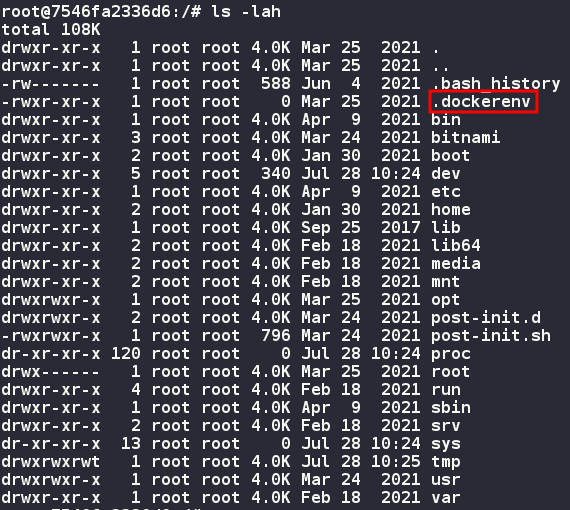 root@7546fa2336d6:/# ls -lah
total 108K
drwxr-xr-x   1 root root 4.0K Mar 25  2021 .
drwxr-xr-x   1 root root 4.0K Mar 25  2021 ..
-rw-------   1 root root  588 Jun  4  2021 .bash_history
-rwxr-xr-x   1 root root    0 Mar 25  2021 .dockerenv
drwxr-xr-x   1 root root 4.0K Apr  9  2021 bin
drwxr-xr-x   3 root root 4.0K Mar 24  2021 bitnami
drwxr-xr-x   2 root root 4.0K Jan 30  2021 boot
drwxr-xr-x   5 root root  340 Jul 28 10:24 dev
drwxr-xr-x   1 root root 4.0K Apr  9  2021 etc
drwxr-xr-x   2 root root 4.0K Jan 30  2021 home
drwxr-xr-x   1 root root 4.0K Sep 25  2017 lib
drwxr-xr-x   2 root root 4.0K Feb 18  2021 lib64
drwxr-xr-x   2 root root 4.0K Feb 18  2021 media
drwxr-xr-x   2 root root 4.0K Feb 18  2021 mnt
drwxrwxr-x   1 root root 4.0K Mar 25  2021 opt
drwxrwxr-x   2 root root 4.0K Mar 24  2021 post-init.d
-rwxrwxr-x   1 root root  796 Mar 24  2021 post-init.sh
dr-xr-xr-x 120 root root    0 Jul 28 10:24 proc
drwx------   1 root root 4.0K Mar 25  2021 root
drwxr-xr-x   4 root root 4.0K Feb 18  2021 run
drwxr-xr-x   1 root root 4.0K Apr  9  2021 sbin
drwxr-xr-x   2 root root 4.0K Feb 18  2021 srv
dr-xr-xr-x  13 root root    0 Jul 28 10:24 sys
drwxrwxrwt   1 root root 4.0K Jul 28 10:25 tmp
drwxrwxr-x   1 root root 4.0K Mar 24  2021 usr
drwxr-xr-x   1 root root 4.0K Feb 18  2021 var